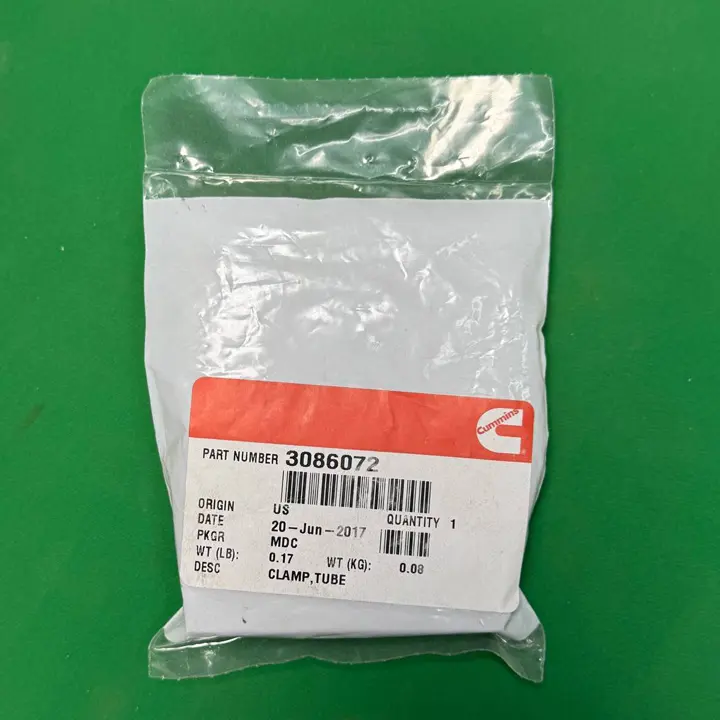 Cummins
PART NUMBER 3086072
ORIGIN US
DATE 20-Jun-2017 QUANTITY 1
PKGR MDC
WT (LB): 0.17 WT (KG): 0.08
DESC CLAMP,TUBE